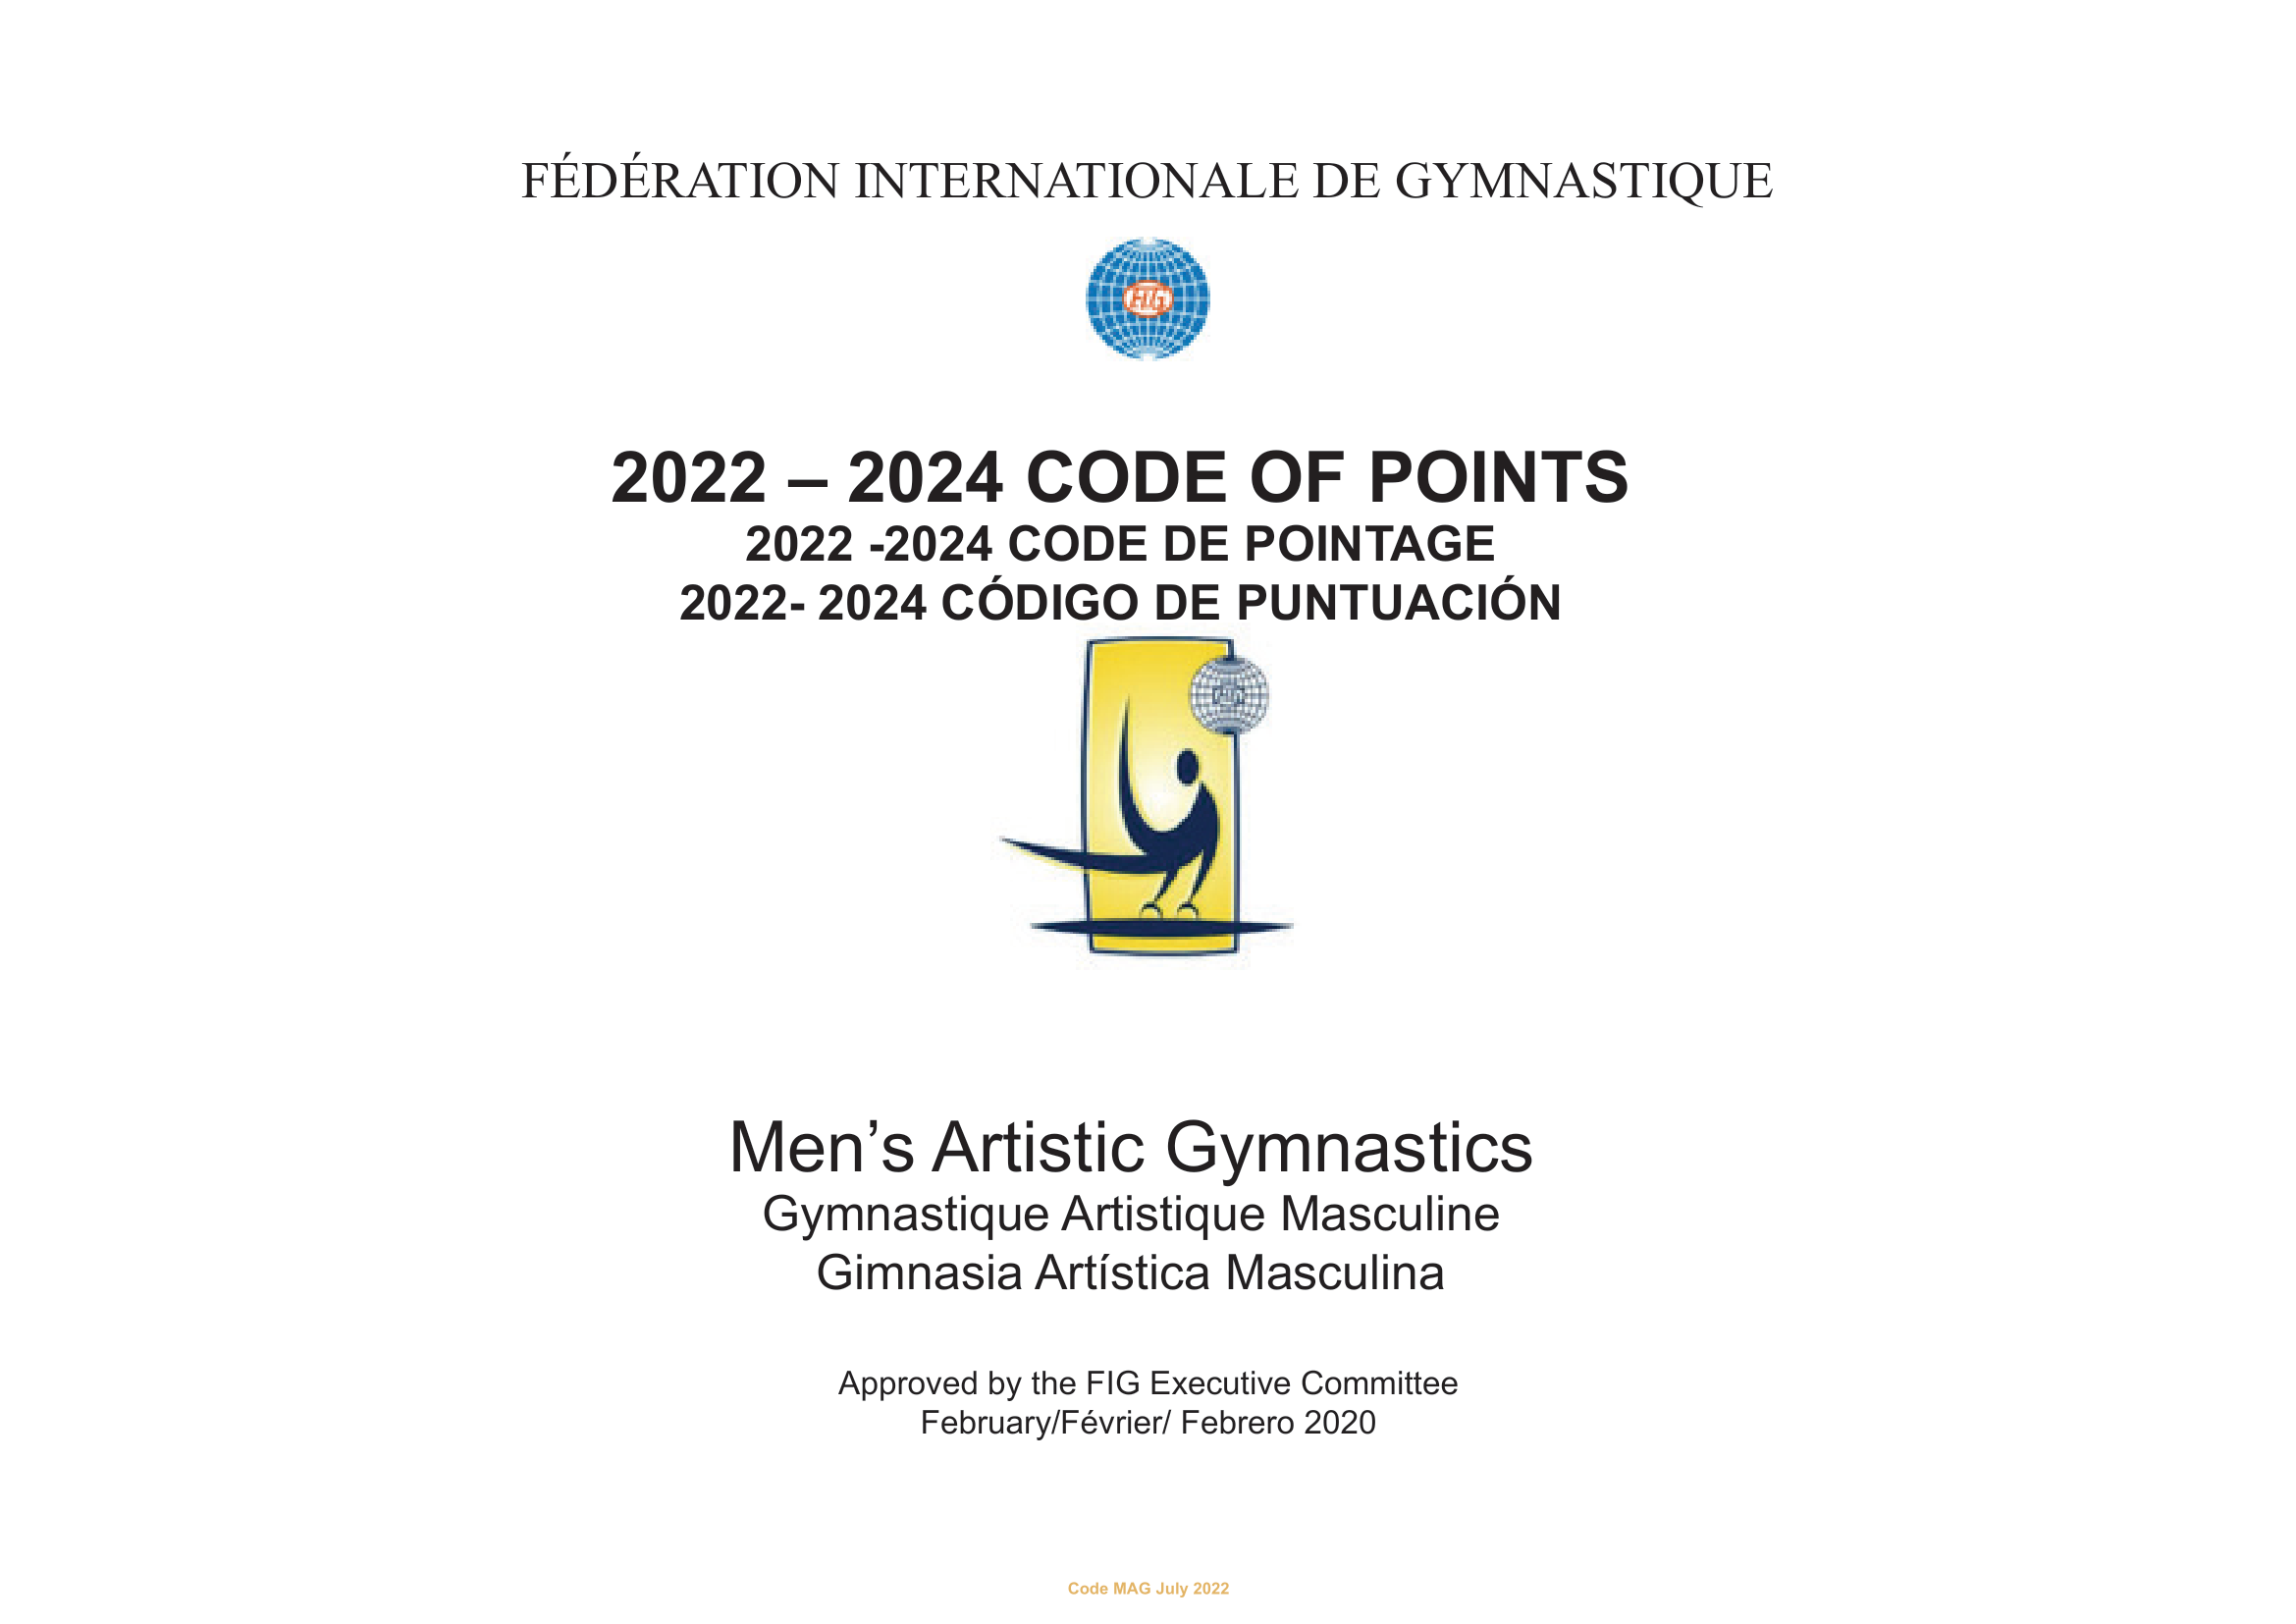 FÉDÉRATION INTERNATIONALE DE GYMNASTIQUE
FIG
2022 – 2024 CODE OF POINTS
2022 -2024 CODE DE POINTAGE
2022- 2024 CÓDIGO DE PUNTUACIÓN
FIG
Men’s Artistic Gymnastics
Gymnastique Artistique Masculine
Gimnasia Artística Masculina
Approved by the FIG Executive Committee
February/Février/ Febrero 2020
Code MAG July 2022